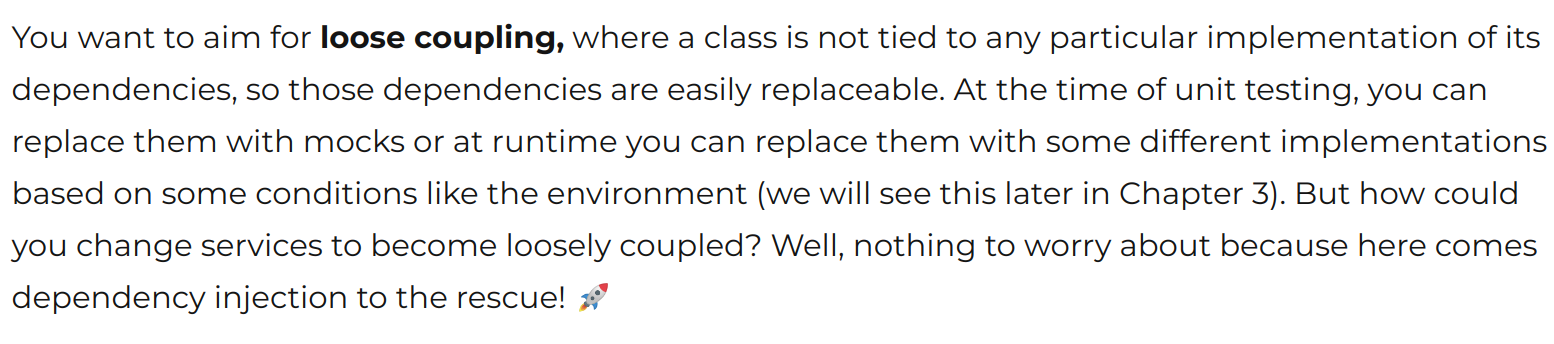 You want to aim for loose coupling, where a class is not tied to any particular implementation of its
dependencies, so those dependencies are easily replaceable. At the time of unit testing, you can
replace them with mocks or at runtime you can replace them with some different implementations
based on some conditions like the environment (we will see this later in Chapter 3). But how could
you change services to become loosely coupled? Well, nothing to worry about because here comes
dependency injection to the rescue! 🚀